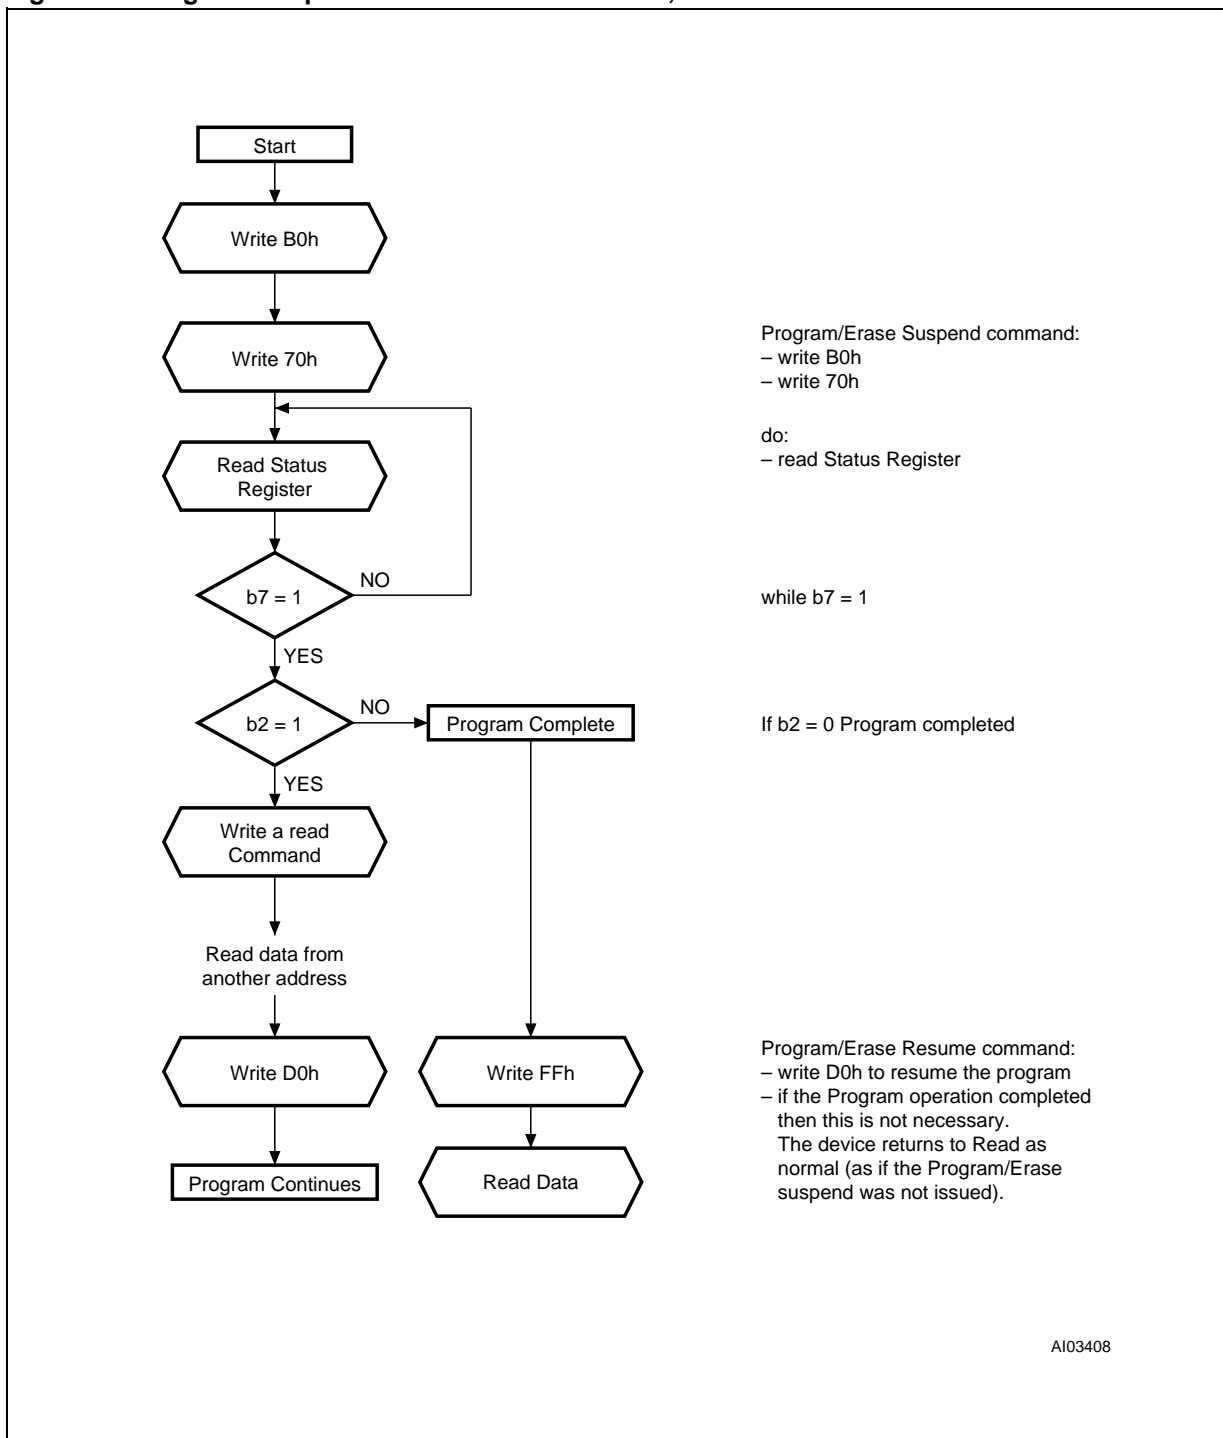 Start
Write B0h
Write 70h
Program/Erase Suspend command:
– write B0h
– write 70h
do:
– read Status Register
Read Status
Register
NO
b7 = 1
while b7 = 1
YES
NO
b2 = 1
Program Complete
If b2 = 0 Program completed
YES
Write a read
Command
Read data from
another address
Write D0h
Write FFh
Program/Erase Resume command:
– write D0h to resume the program
– if the Program operation completed
then this is not necessary.
The device returns to Read as
normal (as if the Program/Erase
suspend was not issued).
Program Continues
Read Data
AI03408